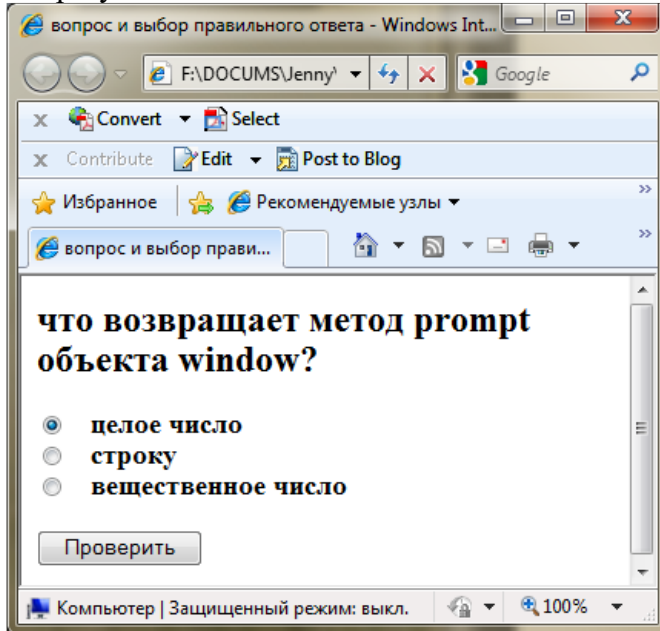 вопрос и выбор правильного ответа - Windows Int...
F:\DOCUMS\Jenny\
Google
x Convert Select
x Contribute Edit Post to Blog
Избранное Рекомендуемые узлы
вопрос и выбор прави...
что возвращает метод prompt
объекта window?
целое число
строку
вещественное число
Проверить
Компьютер | Защищенный режим: выкл. 100%